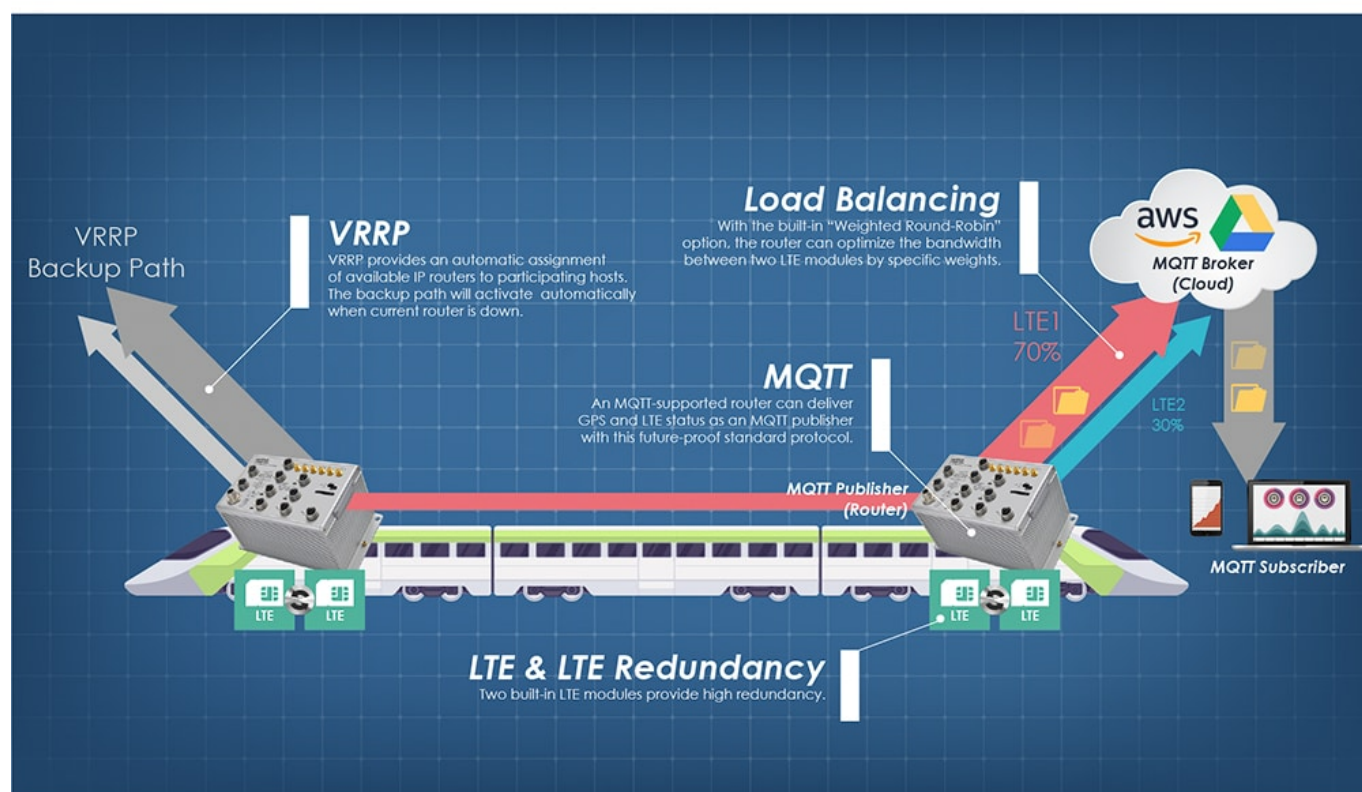 VRRP
Backup Path
VRRP
VRRP provides an automatic assignment
of available IP routers to participating hosts.
The backup path will activate automatically
when current router is down.
Load Balancing
With the built-in “Weighted Round-Robin”
option, the router can optimize the bandwidth
between two LTE modules by specific weights.
aws
MQTT Broker
(Cloud)
LTE1
70%
LTE2
30%
MQTT
An MQTT-supported router can deliver
GPS and LTE status as an MQTT publisher
with this future-proof standard protocol.
MQTT Publisher
(Router)
MQTT Subscriber
LTE
LTE
LTE
LTE
LTE & LTE Redundancy
Two built-in LTE modules provide high redundancy.